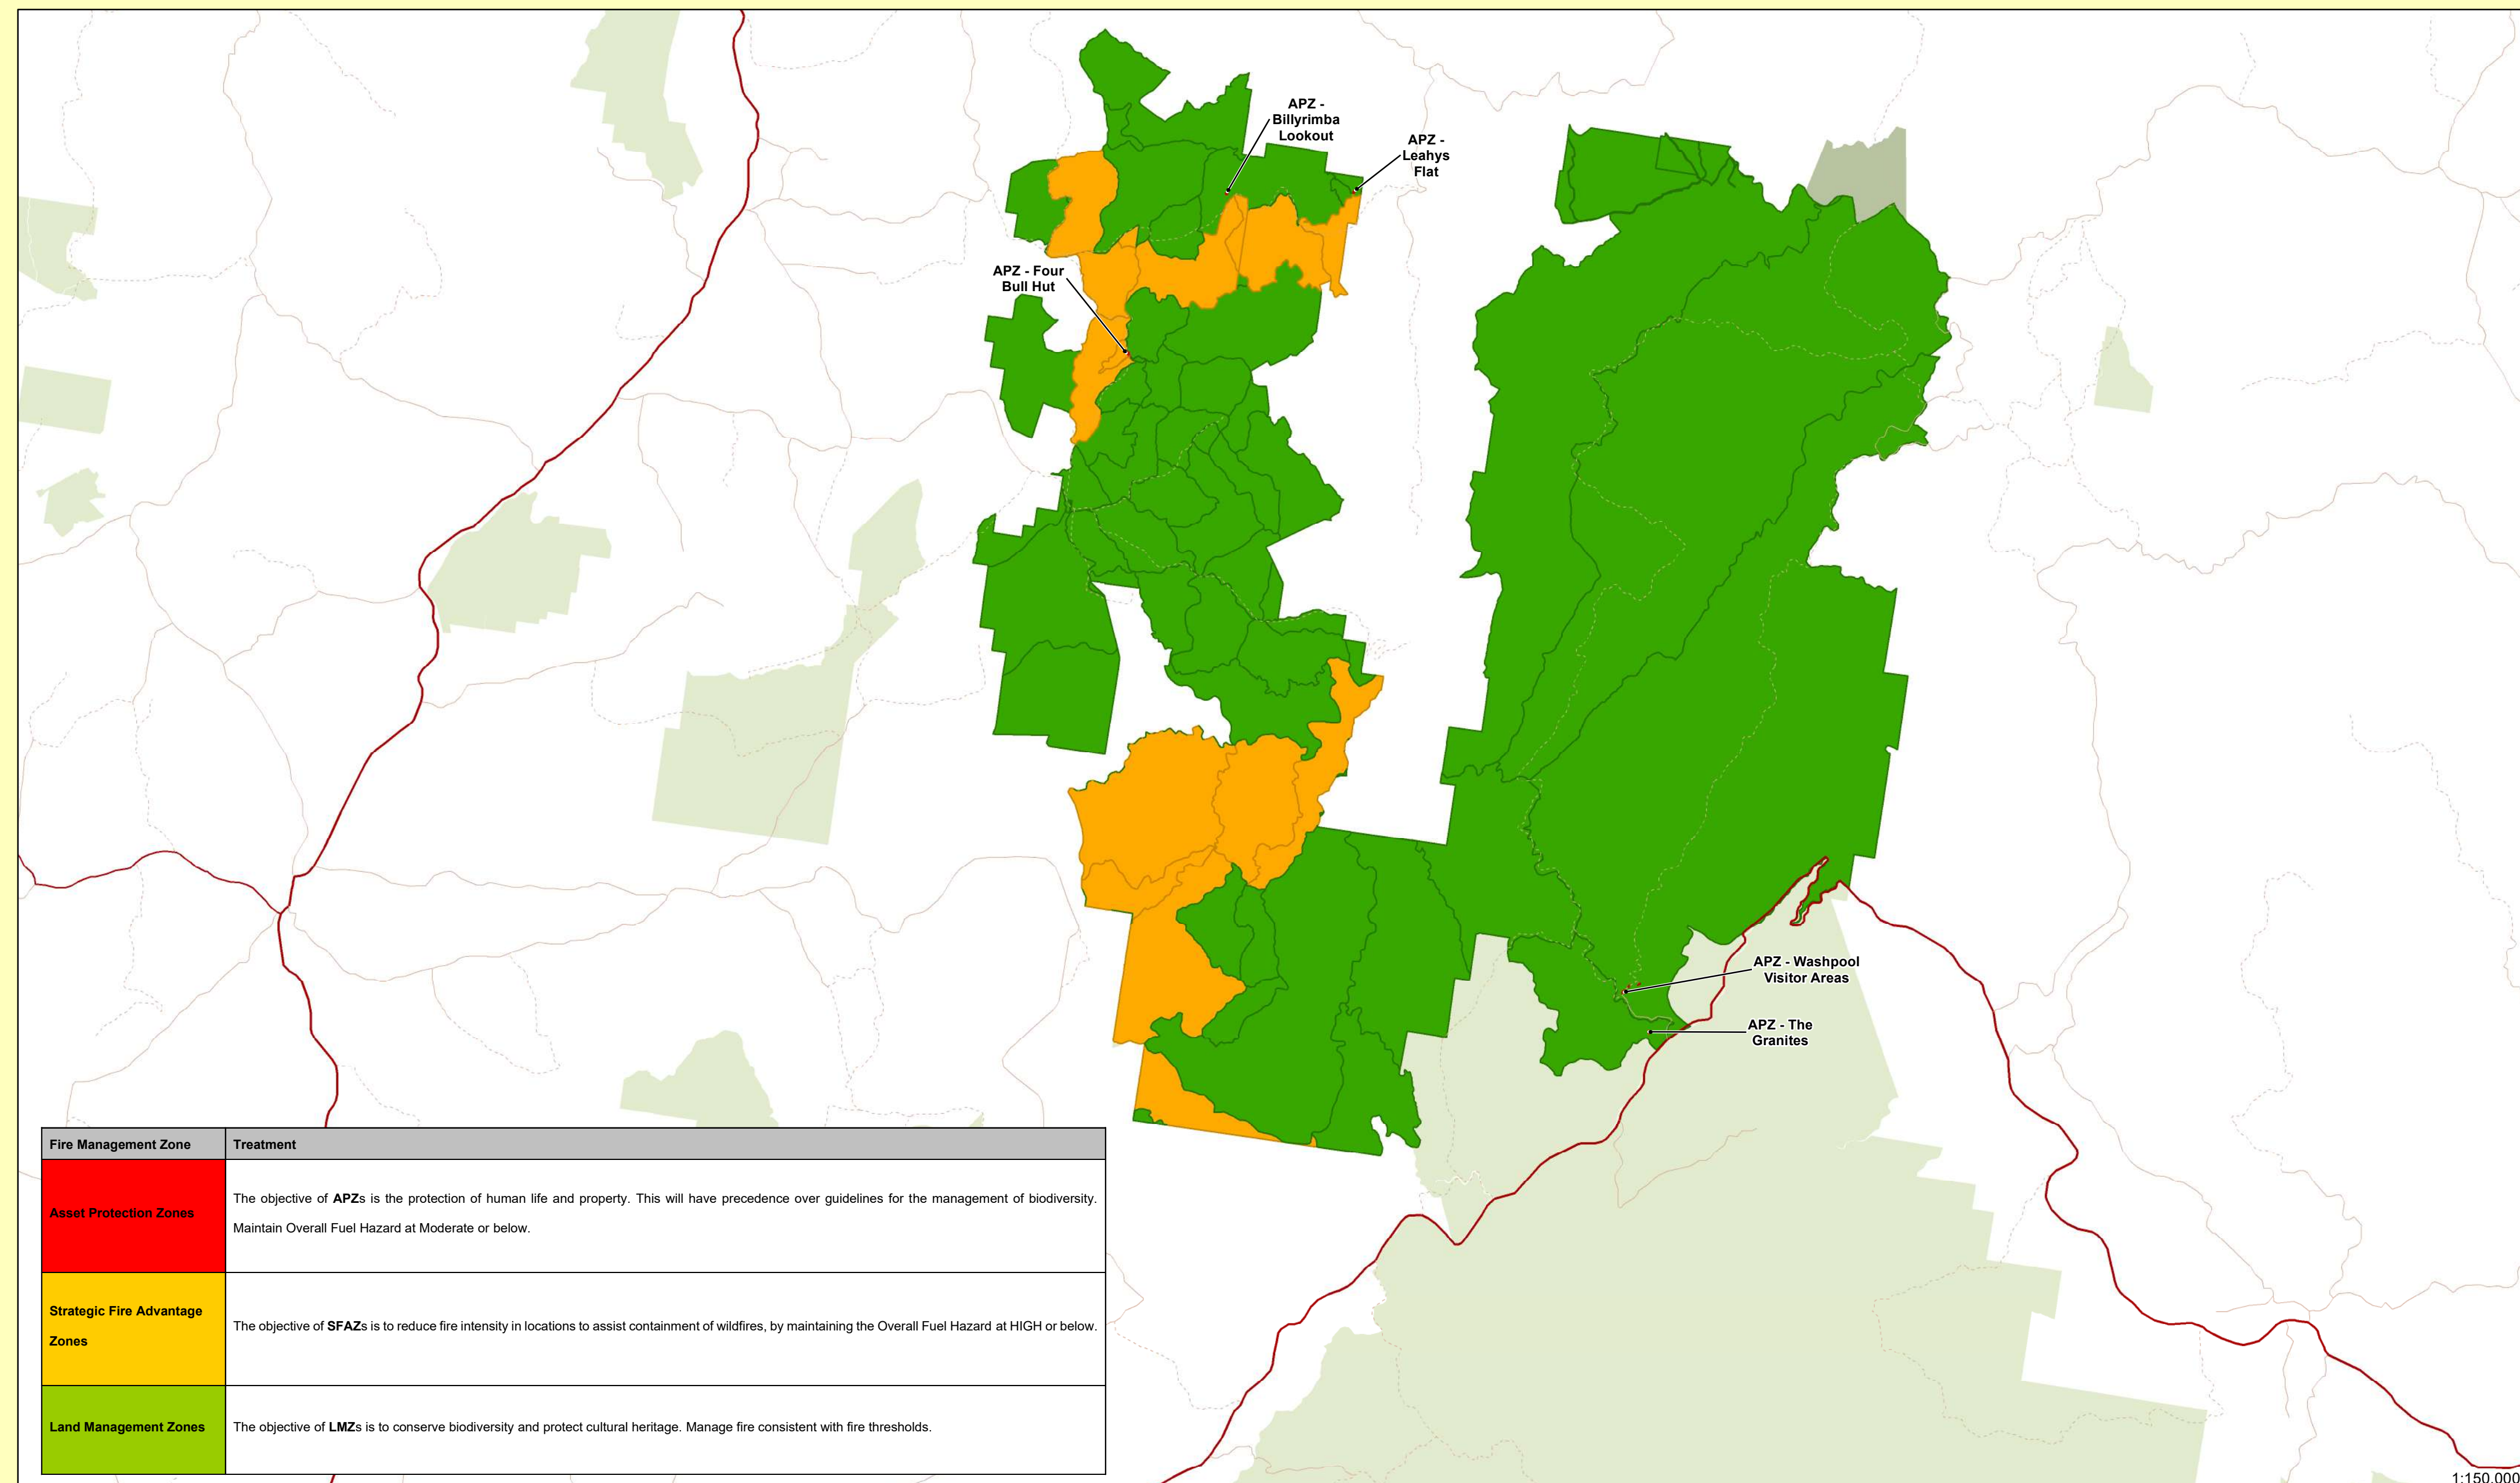 APZ -
Billyrimba
Lookout
APZ -
Leahys
Flat
APZ - Four
Bull Hut
APZ - Washpool
Visitor Areas
APZ - The
Granites
Fire Management Zone
Treatment
Asset Protection Zones
The objective of APZs is the protection of human life and property. This will have precedence over guidelines for the management of biodiversity.
Maintain Overall Fuel Hazard at Moderate or below.
Strategic Fire Advantage
Zones
The objective of SFAZs is to reduce fire intensity in locations to assist containment of wildfires, by maintaining the Overall Fuel Hazard at HIGH or below.
Land Management Zones
The objective of LMZs is to conserve biodiversity and protect cultural heritage. Manage fire consistent with fire thresholds.
1:150,000